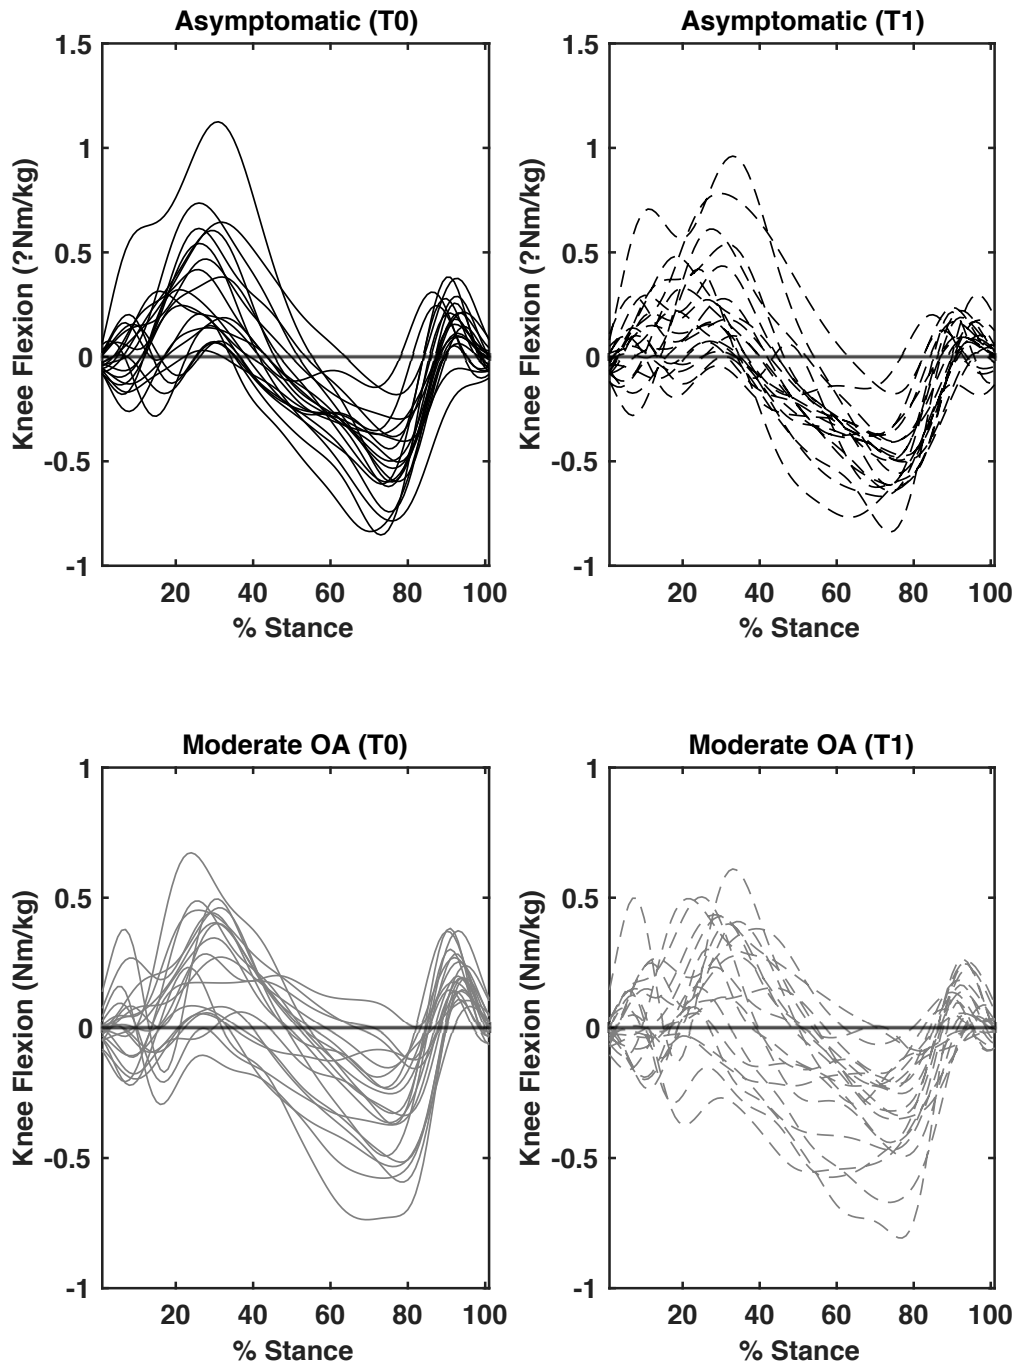 Asymptomatic (T0)
Asymptomatic (T1)
1.5
1
0.5
0
-0.5
-1
Knee Flexion (?Nm/kg)
20 40 60 80 100
% Stance
1.5
1
0.5
0
-0.5
-1
Knee Flexion (?Nm/kg)
20 40 60 80 100
% Stance
Moderate OA (T0)
Moderate OA (T1)
1
0.5
0
-0.5
-1
Knee Flexion (Nm/kg)
20 40 60 80 100
% Stance
1
0.5
0
-0.5
-1
Knee Flexion (Nm/kg)
20 40 60 80 100
% Stance